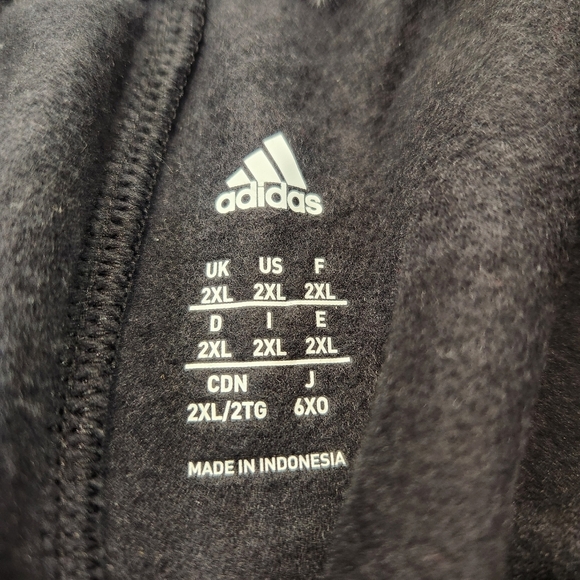 adidas
UK US F
2XL 2XL 2XL
D I E
2XL 2XL 2XL
CDN J
2XL/2TG 6XO
MADE IN INDONESIA